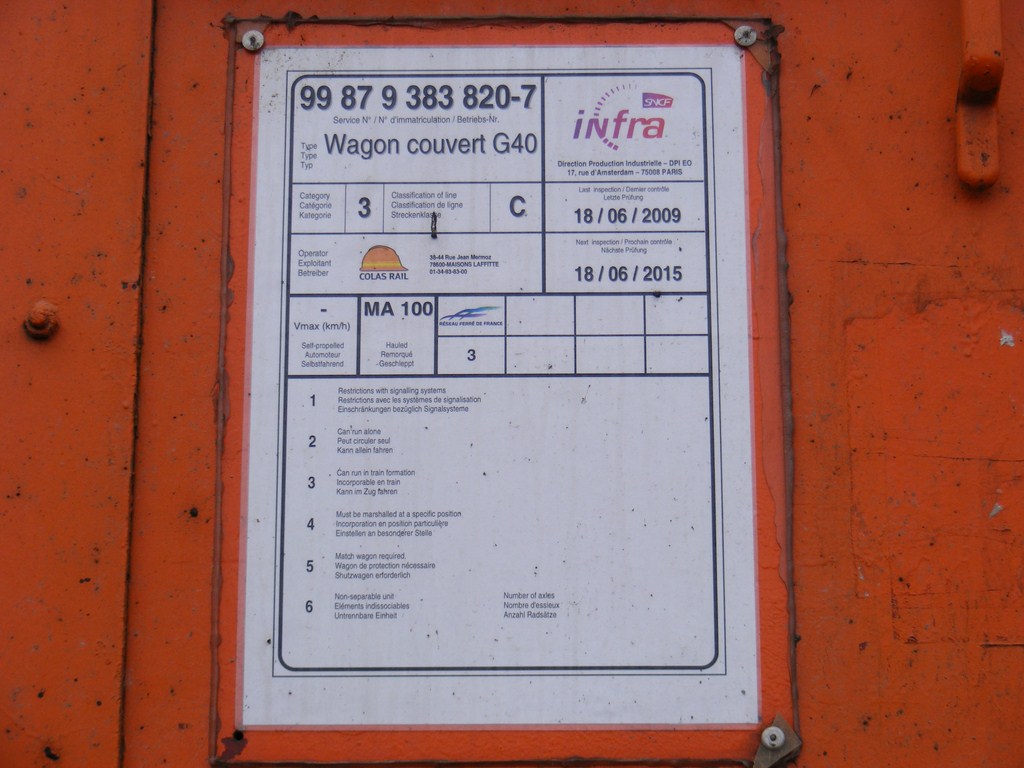 99 87 9 383 820-7
Service N° / N° d'immatriculation / Betriebs-Nr.
Type
Type
Typ
Wagon couvert G40
SNCF
infra
Direction Production Industrielle – DPI EO
17, rue d'Amsterdam – 75008 PARIS
Category
Catégorie
Kategorie
3
Classification of line
Classification de ligne
Streckenklasse
C
Last inspection / Dernier contrôle
Letzte Prüfung
18 / 06 / 2009
Operator
Exploitant
Betreiber
COLAS RAIL
38-44 Rue Jean Mermoz
78600-MAISONS LAFFITTE
01-34-93-83-00
Next inspection / Prochain contrôle
Nächste Prüfung
18 / 06 / 2015
-
Vmax (km/h)
Self-propelled
Automoteur
Selbstfahrend
MA 100
Hauled
Remorqué
Geschleppt
RÉSEAU FERRÉ DE FRANCE
3
1
Restrictions with signalling systems
Restrictions avec les systèmes de signalisation
Einschränkungen bezüglich Signalsysteme
2
Can run alone
Peut circuler seul
Kann allein fahren
3
Can run in train formation
Incorporable en train
Kann im Zug fahren
4
Must be marshalled at a specific position
Incorporation en position particulière
Einstellen an besonderer Stelle
5
Match wagon required.
Wagon de protection nécessaire
Shutzwagen erforderlich
6
Non-separable unit
Eléments indissociables
Untrennbare Einheit
Number of axles
Nombre d'essieux
Anzahl Radsätze